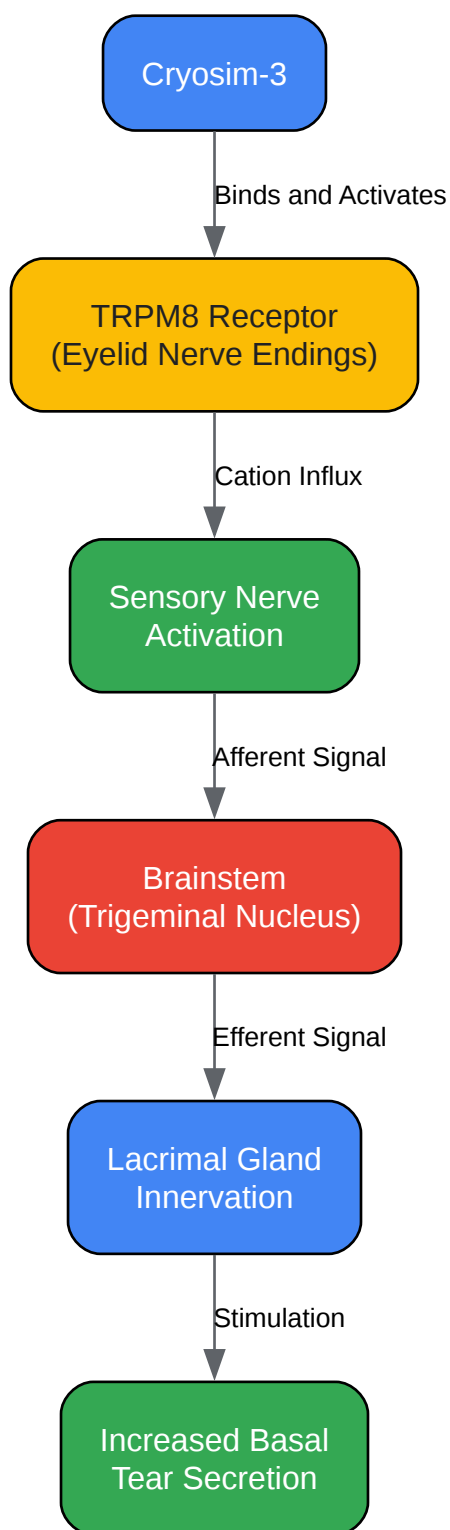 Cryosim-3
Binds and Activates
TRPM8 Receptor
(Eyelid Nerve Endings)
Cation Influx
Sensory Nerve
Activation
Afferent Signal
Brainstem
(Trigeminal Nucleus)
Efferent Signal
Lacrimal Gland
Innervation
Stimulation
Increased Basal
Tear Secretion